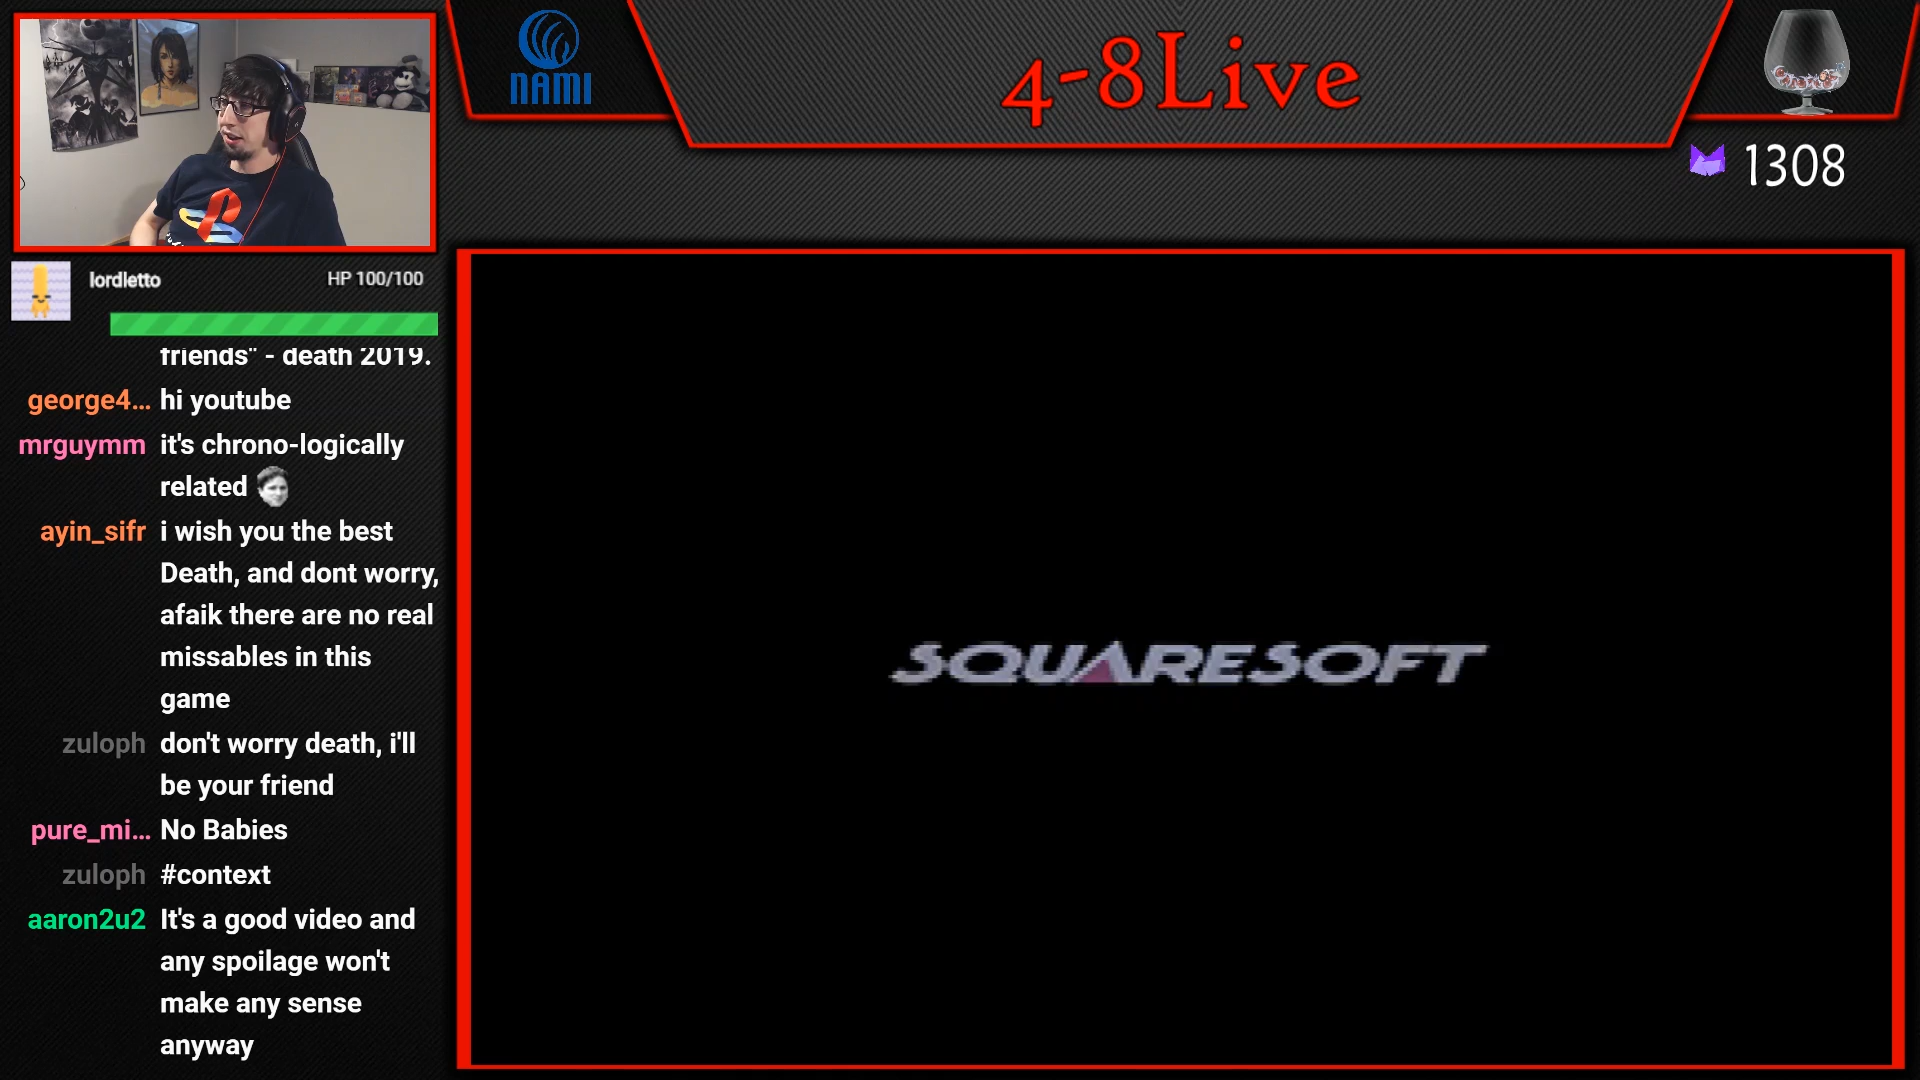 NAMI
4-8Live
1308
lordletto HP 100/100
friends" - death 2019.
george4... hi youtube
mrguymm it's chrono-logically
related
ayin_sifr i wish you the best
Death, and dont worry,
afaik there are no real
missables in this
game
zuloph don't worry death, i'll
be your friend
pure_mi... No Babies
zuloph #context
aaron2u2 It's a good video and
any spoilage won't
make any sense
anyway
SQUARESOFT